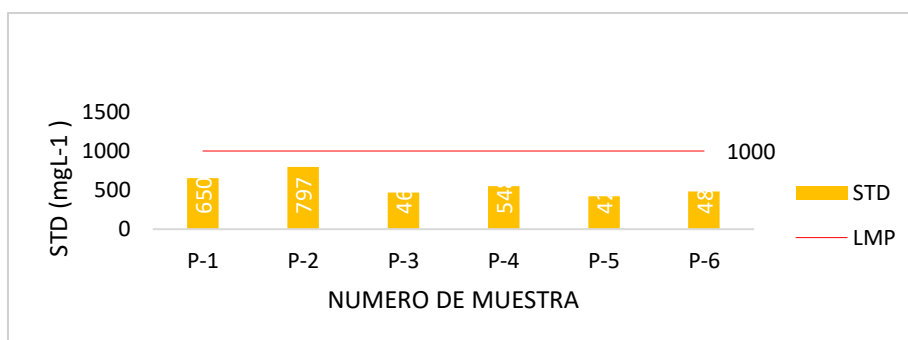 STD (mgL-1 )
1500
1000
500
0
650
797
1000
P-1 P-2 P-3 P-4 P-5 P-6
NUMERO DE MUESTRA
STD
LMP